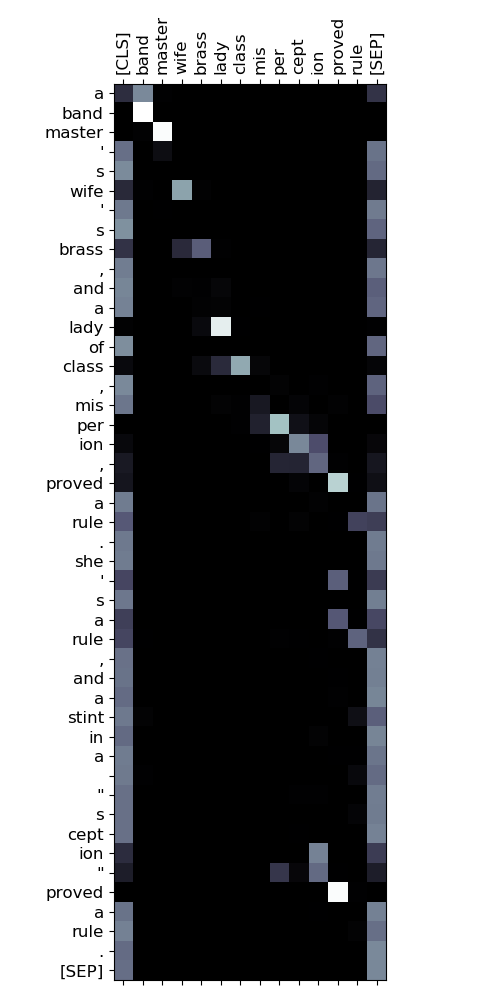 [CLS]
band
master
wife
brass
lady
class
mis
per
cept
ion
proved
rule
[SEP]
a
band
master
'
s
wife
'
s
brass
,
and
a
lady
of
class
,
mis
per
ion
,
proved
a
rule
.
she
'
s
a
rule
,
and
a
stint
in
a
-
"
s
cept
ion
"
proved
a
rule
.
[SEP]